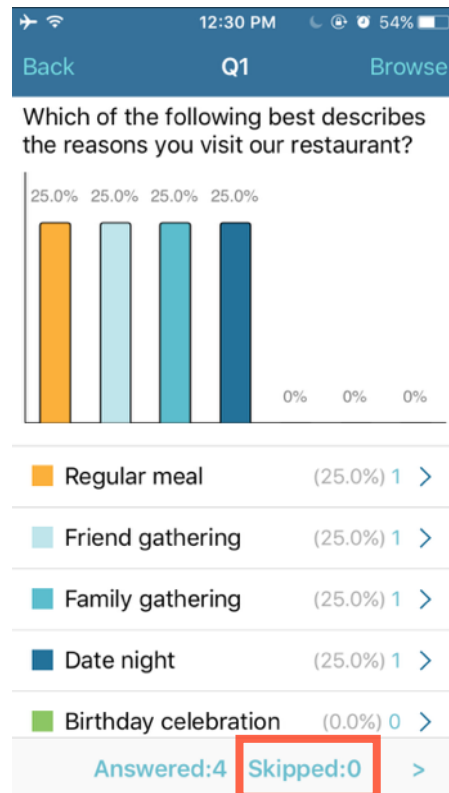 12:30 PM 54%
Back Q1 Browse
Which of the following best describes
the reasons you visit our restaurant?
25.0% 25.0% 25.0% 25.0%
0% 0% 0%
Regular meal (25.0%) 1 >
Friend gathering (25.0%) 1 >
Family gathering (25.0%) 1 >
Date night (25.0%) 1 >
Birthday celebration (0.0%) 0 >
Answered:4 Skipped:0 >